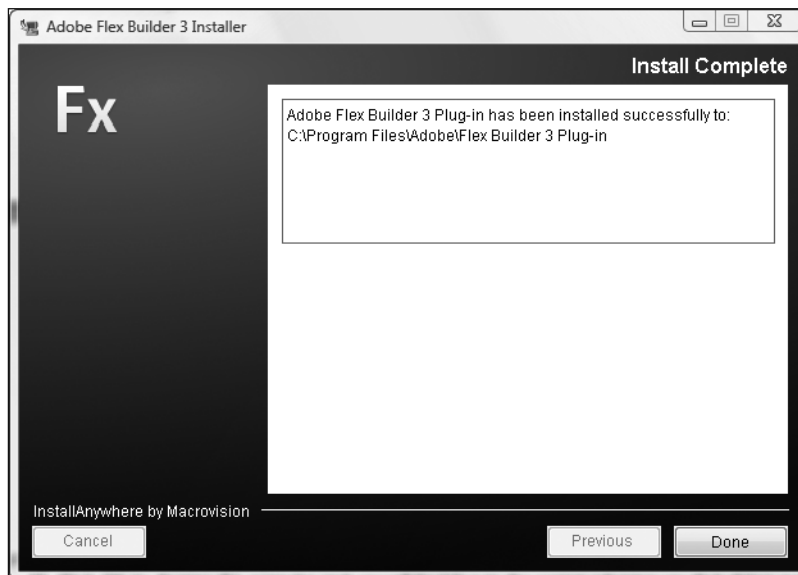 Adobe Flex Builder 3 Installer
Install Complete
Fx
Adobe Flex Builder 3 Plug-in has been installed successfully to:
C:\Program Files\Adobe\Flex Builder 3 Plug-in
InstallAnywhere by Macrovision
Cancel
Previous
Done